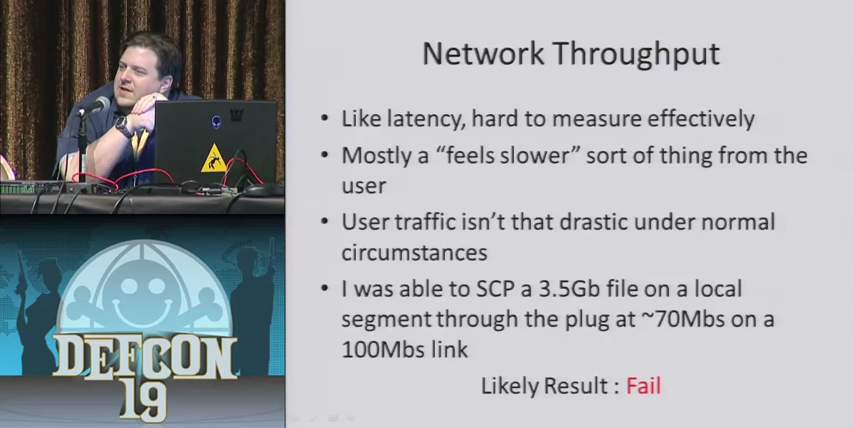 Network Throughput
• Like latency, hard to measure effectively
• Mostly a “feels slower” sort of thing from the
user
• User traffic isn’t that drastic under normal
circumstances
• I was able to SCP a 3.5Gb file on a local
segment through the plug at ~70Mbs on a
100Mbs link
Likely Result : Fail
DEFCON
19